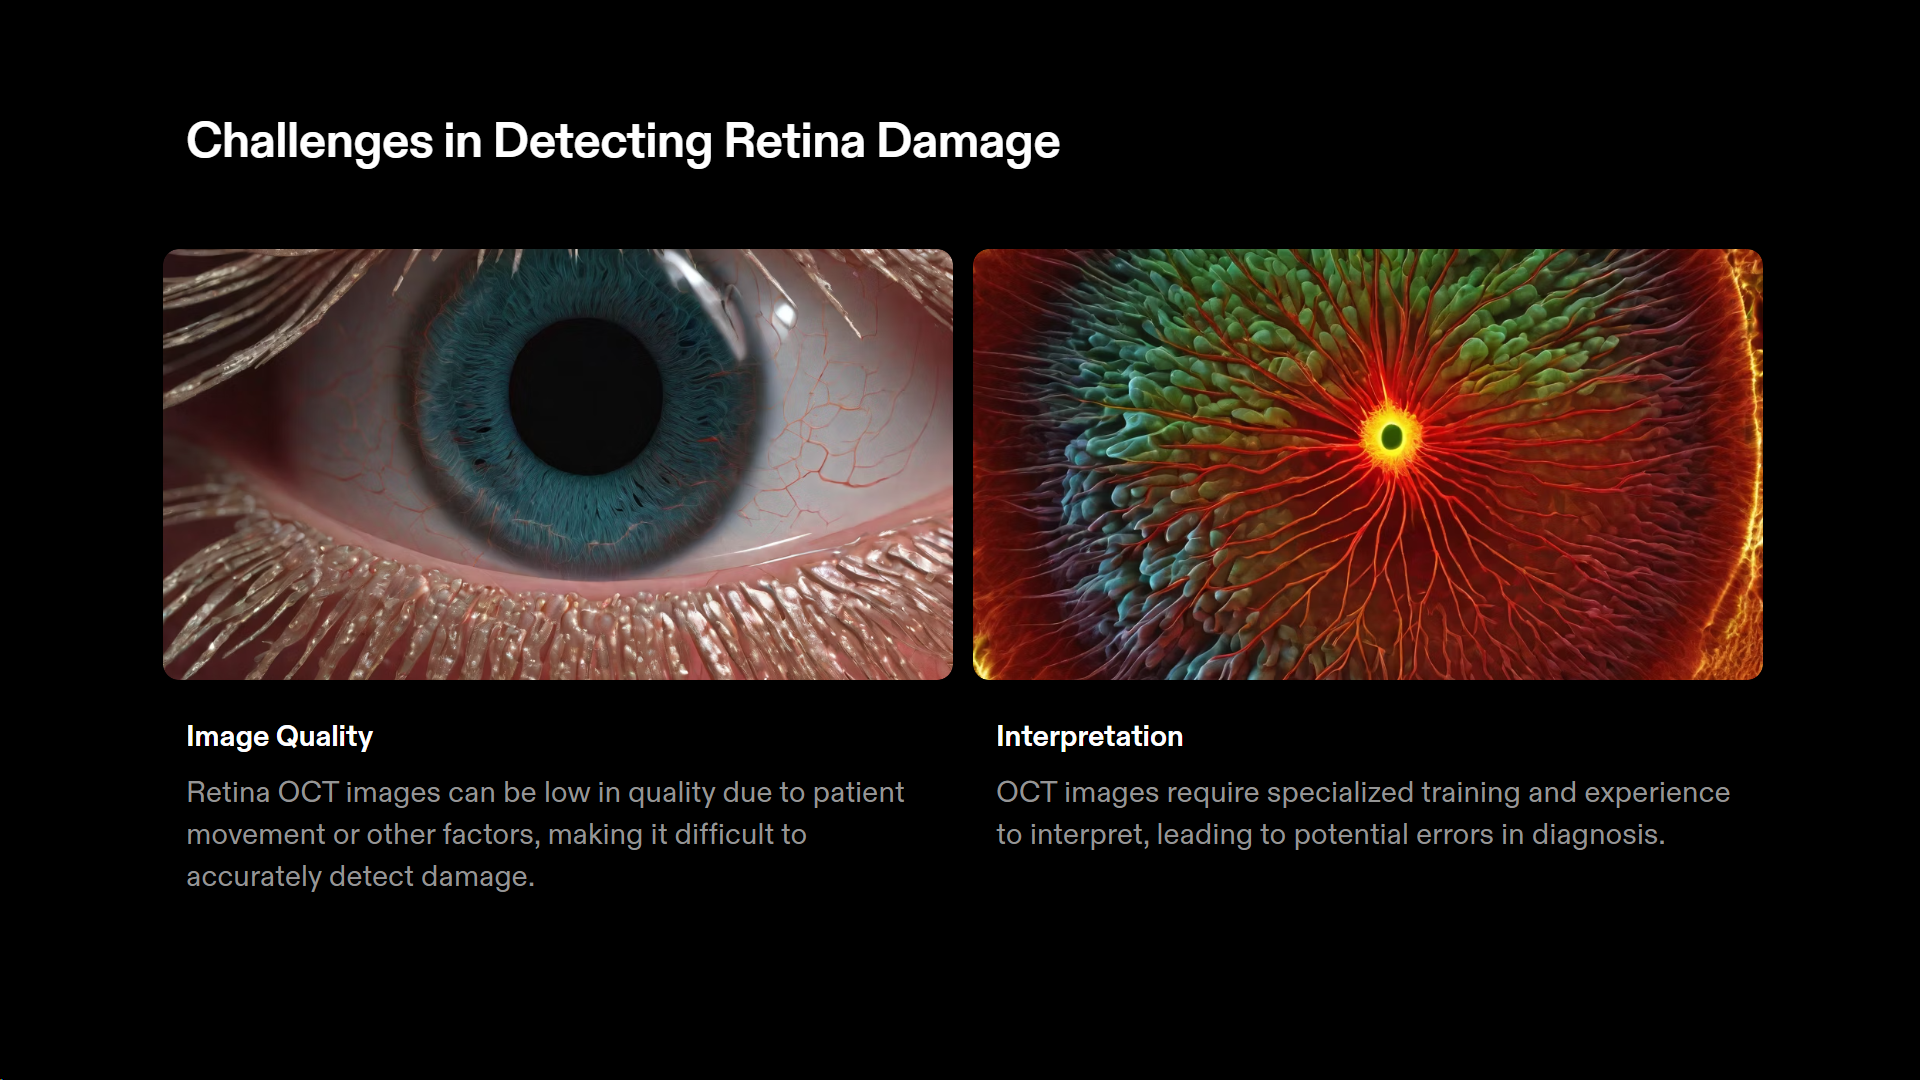 Challenges in Detecting Retina Damage
Image Quality
Retina OCT images can be low in quality due to patient
movement or other factors, making it difficult to
accurately detect damage.
Interpretation
OCT images require specialized training and experience
to interpret, leading to potential errors in diagnosis.